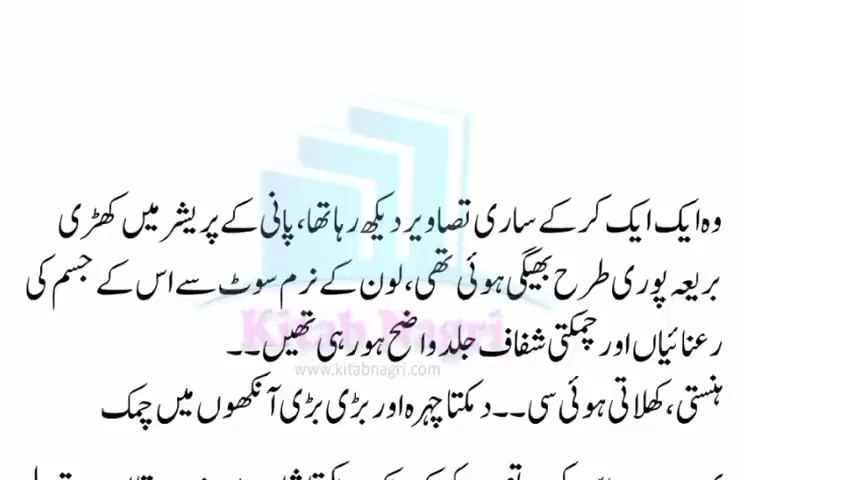 وہ ایک ایک کر کے ساری تصاویر دیکھ رہا تھا، پانی کے پریشر میں کھڑی
بریعہ پوری طرح بھیگی ہوئی تھی، لون کے نرم سوٹ سے اس کے جسم کی
رعنائیاں اور چمکتی شفاف جلد واضح ہو رہی تھیں۔۔
Kitab Nagri
www.kitabnagri.com
ہنستی، کھلاتی ہوئی سی۔۔ دمکتا چہرہ اور بڑی بڑی آنکھوں میں چمک